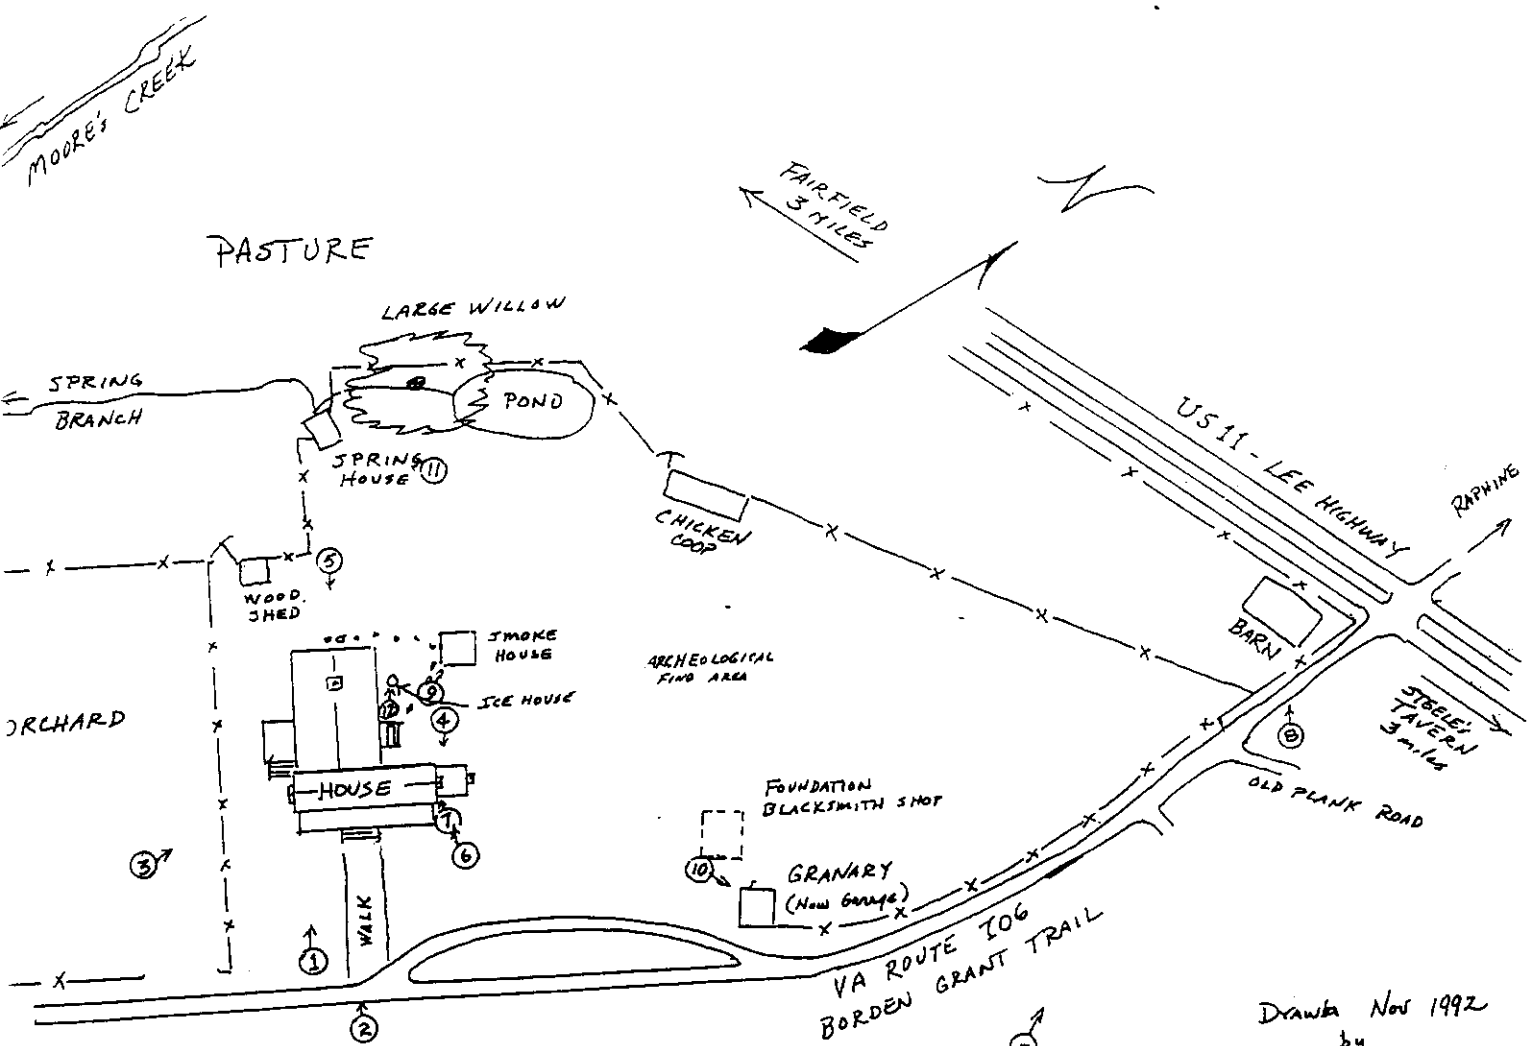 MOORE'S CREEK
PASTURE
FAIRFIELD
3 MILES
N
LARGE WILLOW
SPRING
BRANCH
POND
SPRING
HOUSE 11
US 11 - LEE HIGHWAY
RAPHINE
CHICKEN
COOP
5
WOOD
SHED
SMOKE
HOUSE
ARCHEOLOGICAL
FIND AREA
BARN
9
12
ICE HOUSE
4
ORCHARD
8
STEELE'S
TAVERN
3 miles
HOUSE
FOUNDATION
BLACKSMITH SHOP
OLD PLANK ROAD
7
6
3
10
GRANARY
(Now Garage)
WALK
1
VA ROUTE 706
BORDEN GRANT TRAIL
2
Drawn Nov 1992
by